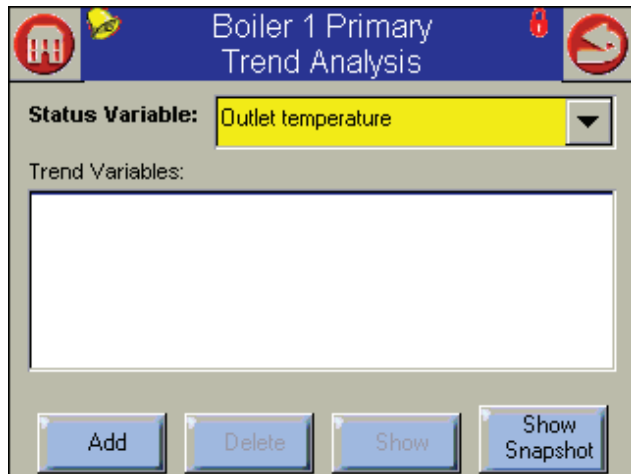 Boiler 1 Primary
Trend Analysis
Status Variable:
Outlet temperature
Trend Variables:
Add
Delete
Show
Show
Snapshot